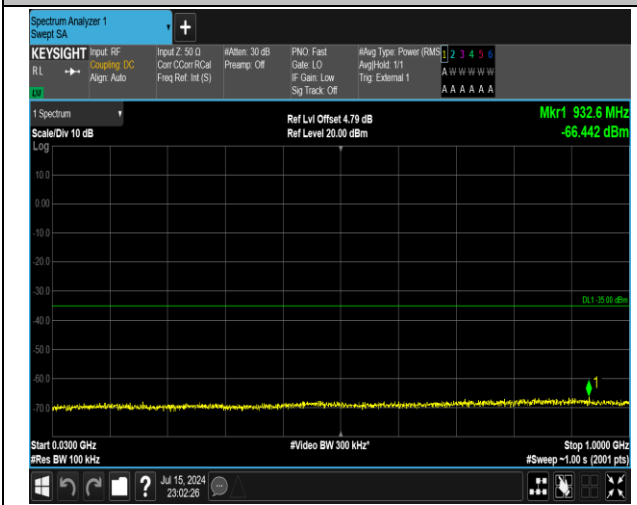 Spectrum Analyzer 1
Swept SA
+
KEYSIGHT Input: RF Input Z: 50 Ω #Atten: 30 dB PNO: Fast #Avg Type: Power (RMS 1 2 3 4 5 6
RL Coupling: DC Corr CCorr RCal Preamp: Off Gate: LO Avg|Hold: 1/1 A W W W W W
Align: Auto Freq Ref: Int (S) IF Gain: Low Trig: External 1
Sig Track: Off A A A A A A
LXI
1 Spectrum Ref Lvl Offset 4.79 dB Mkr1 932.6 MHz
Scale/Div 10 dB Ref Level 20.00 dBm -66.442 dBm
Log
10.0
0.00
-10.0
-20.0
-30.0
DL1 -35.00 dBm
-40.0
-50.0
-60.0
1
-70.0
Start 0.0300 GHz #Video BW 300 kHz* Stop 1.0000 GHz
#Res BW 100 kHz #Sweep ~1.00 s (2001 pts)
? Jul 15, 2024
23:02:26